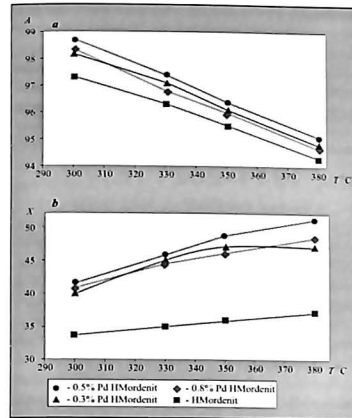 A a
99
98
97
96
95
94
290 300 310 320 330 340 350 360 370 380 T °C
X b
50
45
40
35
30
290 300 310 320 330 340 350 360 370 380 T °C
- 0.5% Pd HMordenit - 0.8% Pd HMordenit
- 0.3% Pd HMordenit - HMordenit